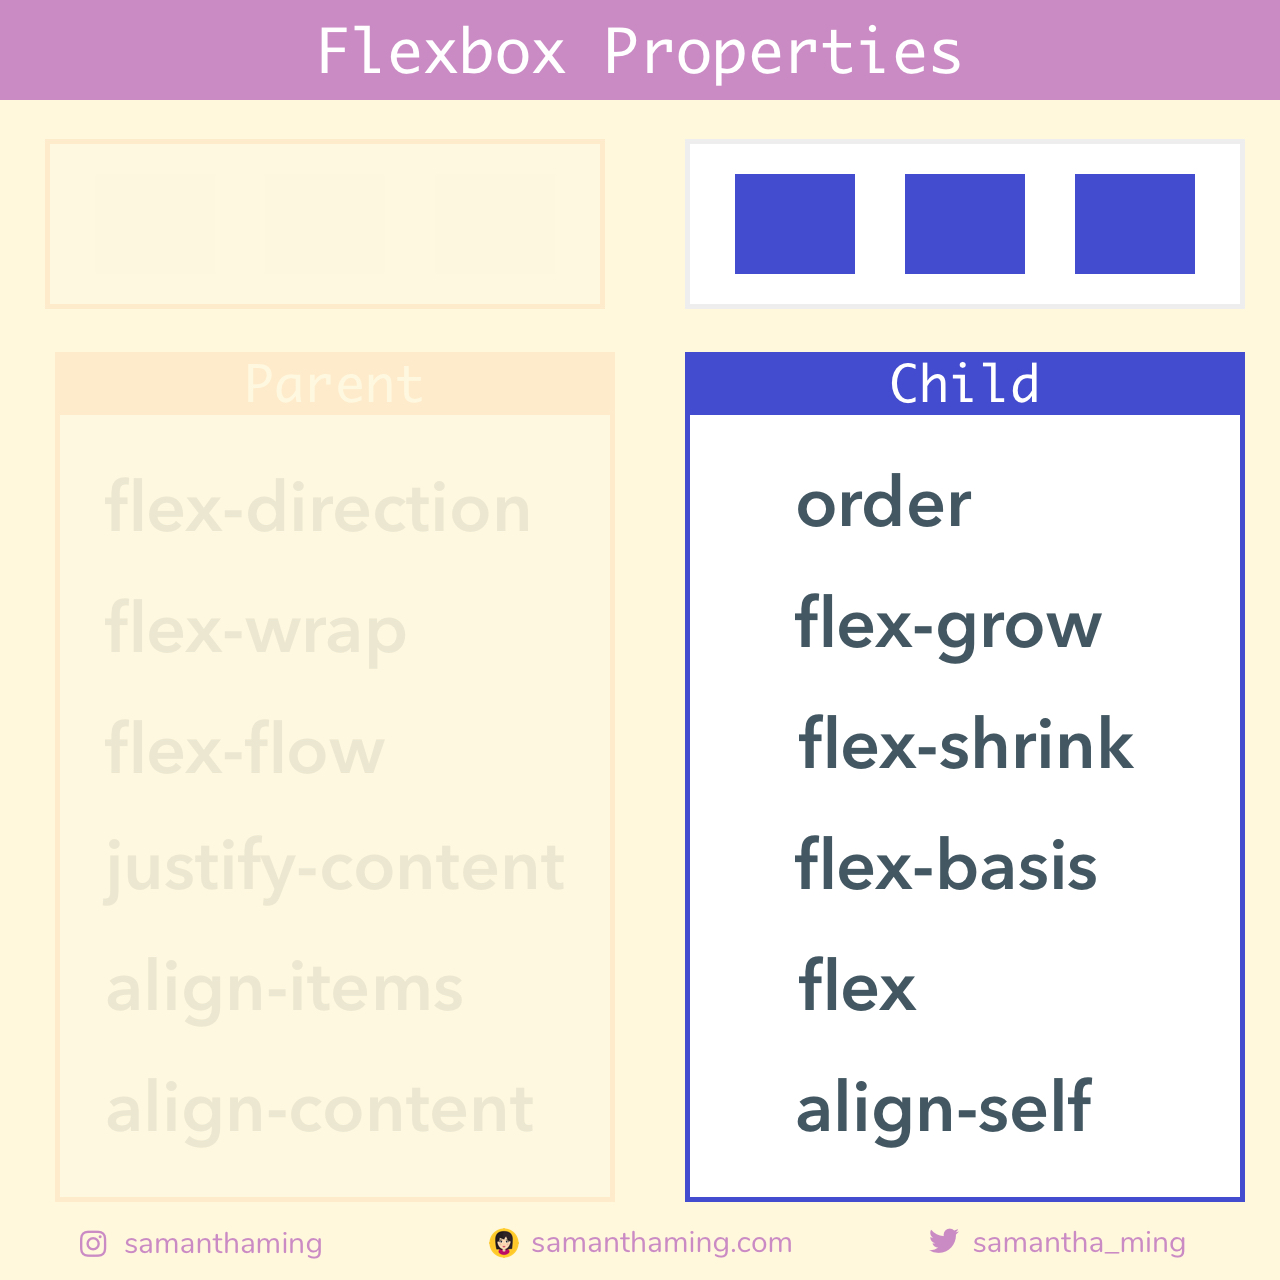 Flexbox Properties
Parent
flex-direction
flex-wrap
flex-flow
justify-content
align-items
align-content
Child
order
flex-grow
flex-shrink
flex-basis
flex
align-self
samanthaming
samanthaming.com
samantha_ming